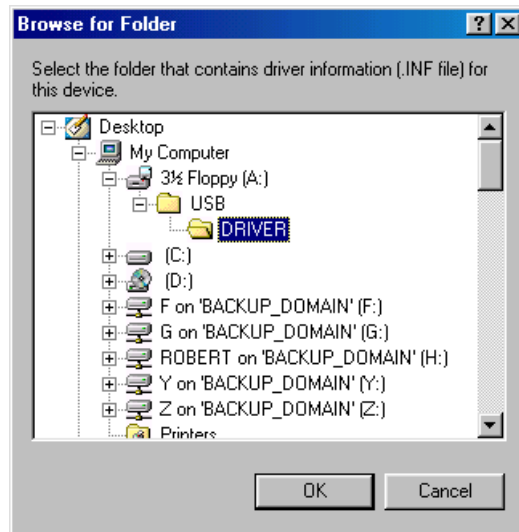 Browse for Folder
Select the folder that contains driver information (.INF file) for
this device.
Desktop
My Computer
3½ Floppy (A:)
USB
DRIVER
(C:)
(D:)
F on 'BACKUP_DOMAIN' (F:)
G on 'BACKUP_DOMAIN' (G:)
ROBERT on 'BACKUP_DOMAIN' (H:)
Y on 'BACKUP_DOMAIN' (Y:)
Z on 'BACKUP_DOMAIN' (Z:)
Printers
OK Cancel